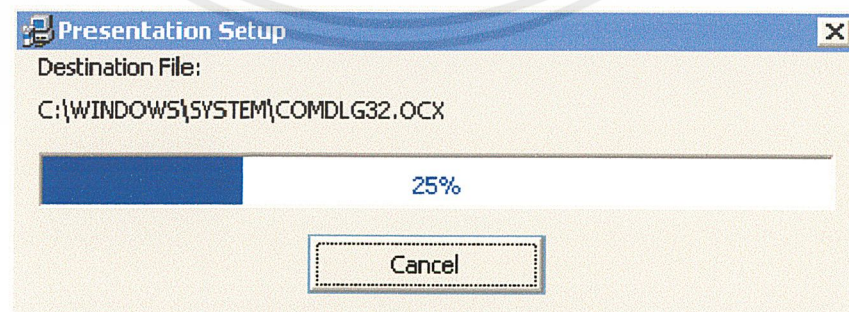 Presentation Setup
Destination File:
C:\WINDOWS\SYSTEM\COMDLG32.OCX
25%
Cancel